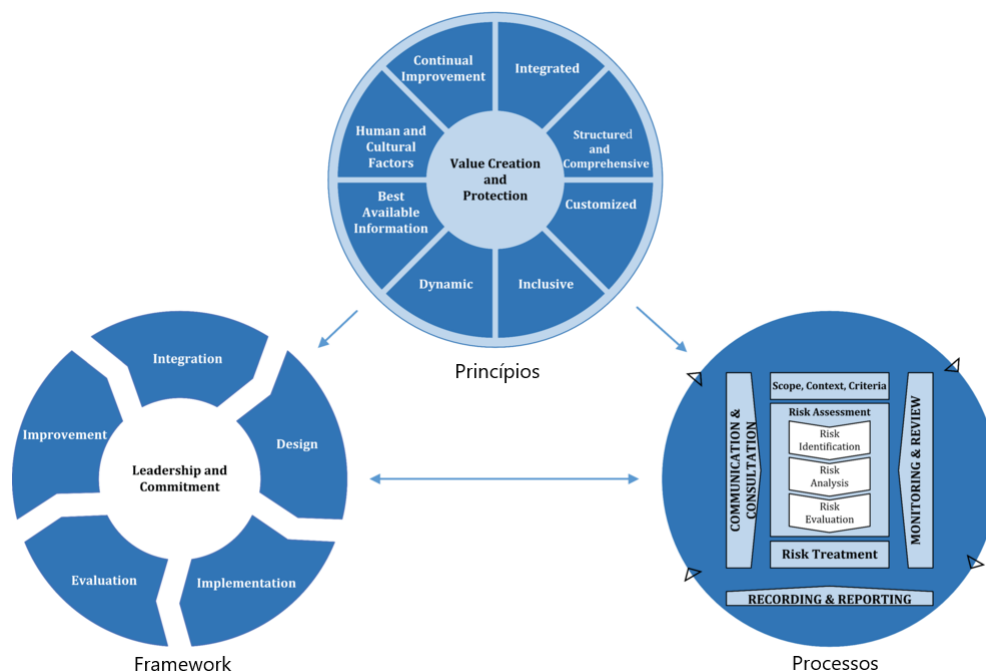 Continual
Improvement
Integrated
Human and
Cultural
Factors
Structured
and
Comprehensive
Value Creation
and
Protection
Best
Available
Information
Customized
Dynamic
Inclusive
Princípios
Integration
Improvement
Design
Leadership and
Commitment
Evaluation
Implementation
Framework
Scope, Context, Criteria
Risk Assessment
Risk
Identification
Risk
Analysis
Risk
Evaluation
Risk Treatment
COMMUNICATION &
CONSULTATION
MONITORING & REVIEW
RECORDING & REPORTING
Processos